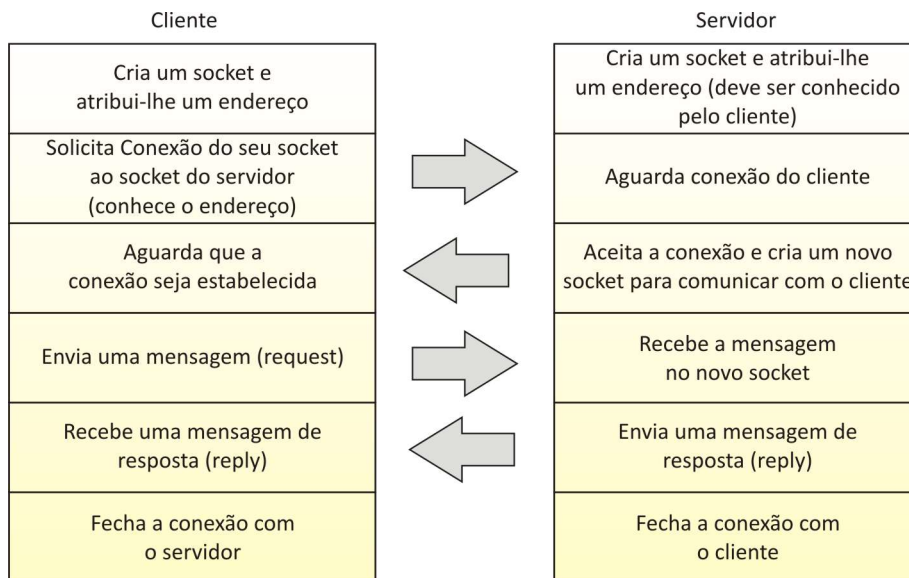 Cliente
Servidor
Cria um socket e
atribui-lhe um endereço
Cria um socket e atribui-lhe
um endereço (deve ser conhecido
pelo cliente)
Solicita Conexão do seu socket
ao socket do servidor
(conhece o endereço)
Aguarda conexão do cliente
Aguarda que a
conexão seja estabelecida
Aceita a conexão e cria um novo
socket para comunicar com o cliente
Envia uma mensagem (request)
Recebe a mensagem
no novo socket
Recebe uma mensagem de
resposta (reply)
Envia uma mensagem de
resposta (reply)
Fecha a conexão com
o servidor
Fecha a conexão com
o cliente